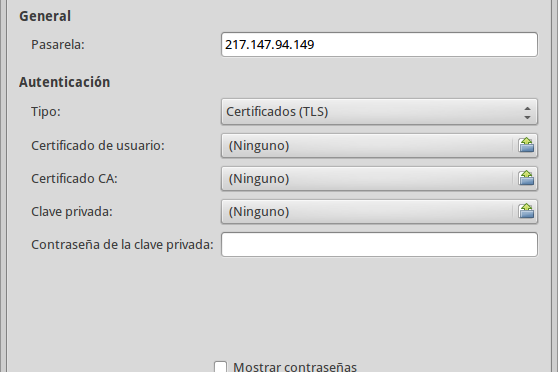 General
Pasarela: 217.147.94.149
Autenticación
Tipo: Certificados (TLS)
Certificado de usuario: (Ninguno)
Certificado CA: (Ninguno)
Clave privada: (Ninguno)
Contraseña de la clave privada:
Mostrar contraseñas